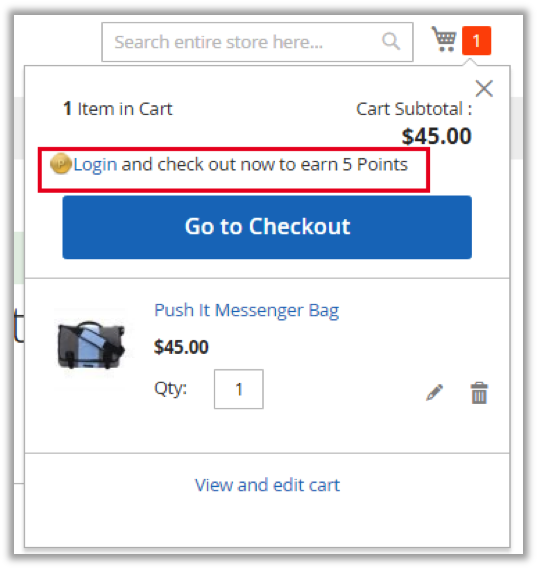 Search entire store here...
1
1 Item in Cart
Cart Subtotal :
$45.00
Login and check out now to earn 5 Points
Go to Checkout
Push It Messenger Bag
$45.00
Qty: 1
View and edit cart